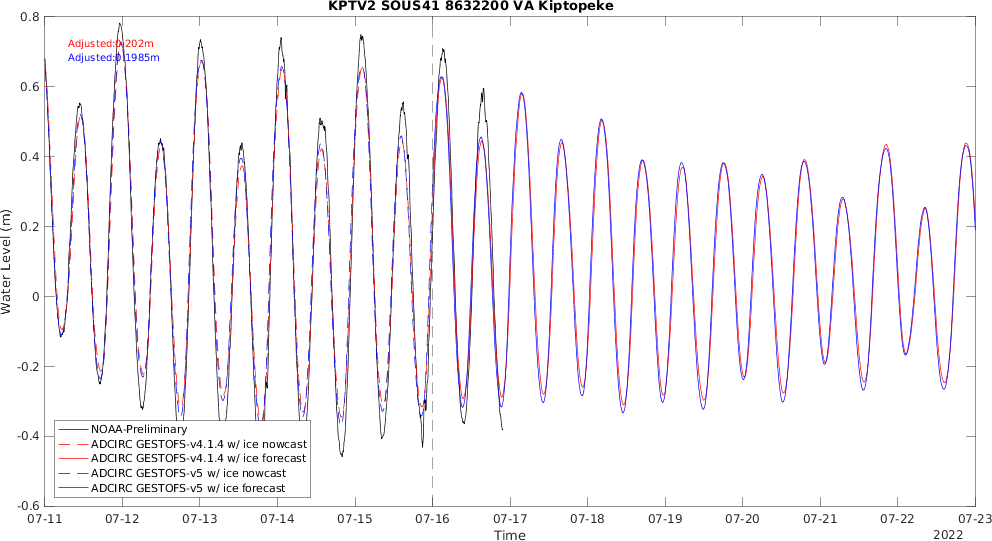 KPTV2 SOUS41 8632200 VA Kiptopeke
0.8
0.6
0.4
0.2
0
-0.2
-0.4
-0.6
Water Level (m)
Adjusted:0.202m
Adjusted:0.1985m
NOAA-Preliminary
ADCIRC GESTOFS-v4.1.4 w/ ice nowcast
ADCIRC GESTOFS-v4.1.4 w/ ice forecast
ADCIRC GESTOFS-v5 w/ ice nowcast
ADCIRC GESTOFS-v5 w/ ice forecast
07-11 07-12 07-13 07-14 07-15 07-16 07-17 07-18 07-19 07-20 07-21 07-22 07-23
Time
2022